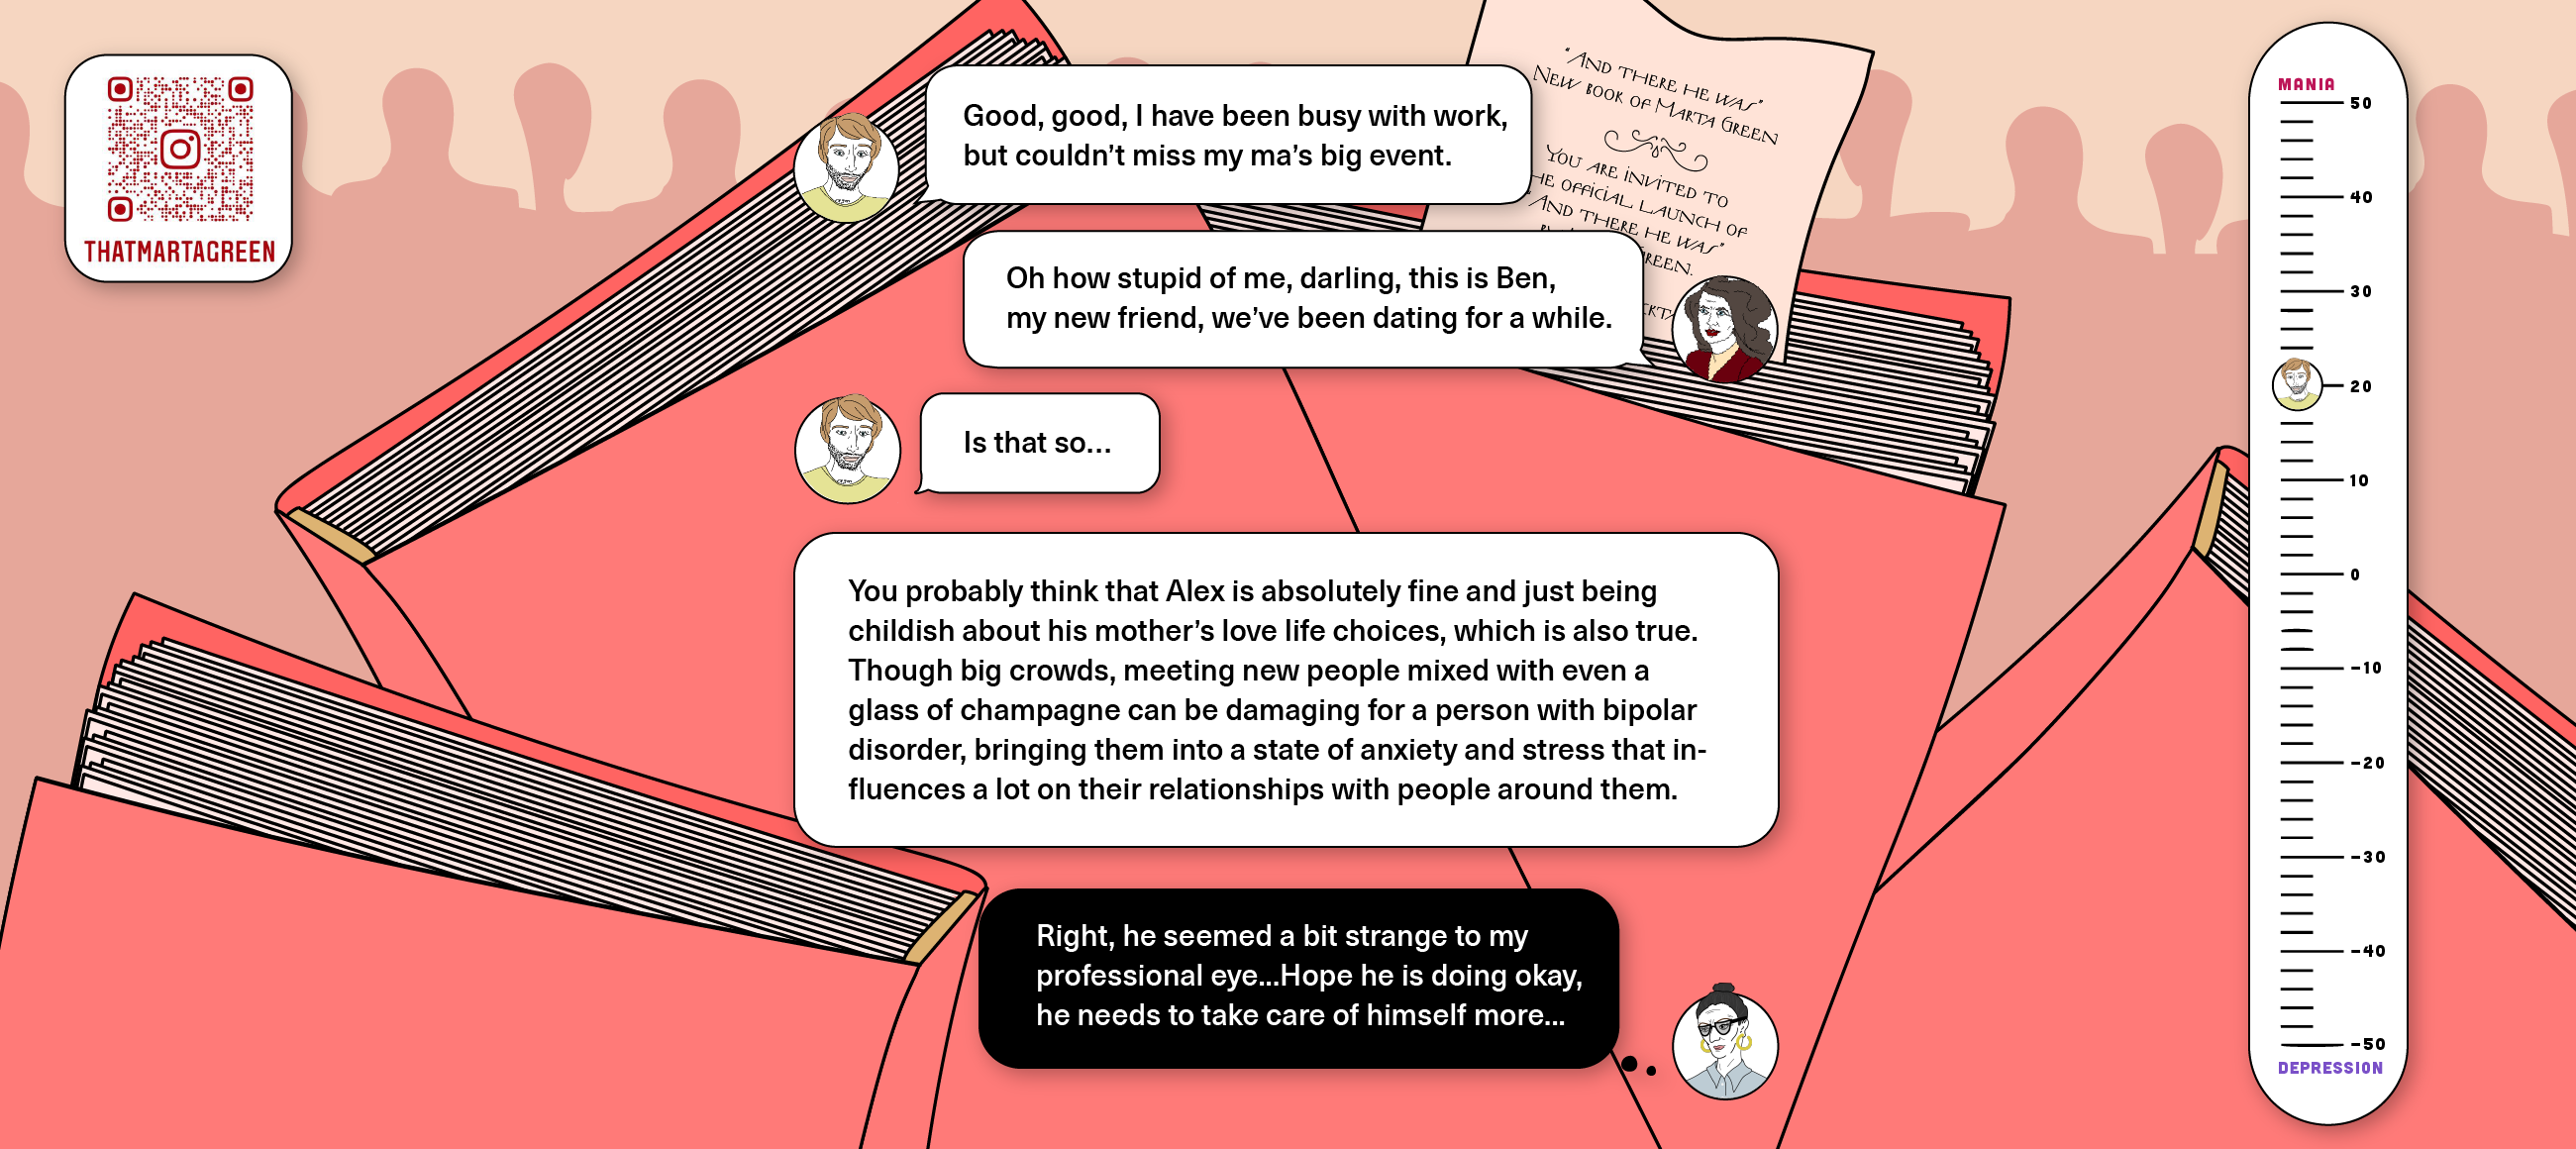 THATMARTAGREEN
Good, good, I have been busy with work,
but couldn't miss my ma's big event.
"AND THERE HE WAS"
NEW BOOK OF MARTA GREEN
YOU ARE INVITED TO
HE OFFICIAL LAUNCH OF
"AND THERE HE WAS"
REEN.
Oh how stupid of me, darling, this is Ben,
my new friend, we've been dating for a while.
Is that so...
You probably think that Alex is absolutely fine and just being
childish about his mother's love life choices, which is also true.
Though big crowds, meeting new people mixed with even a
glass of champagne can be damaging for a person with bipolar
disorder, bringing them into a state of anxiety and stress that in-
fluences a lot on their relationships with people around them.
Right, he seemed a bit strange to my
professional eye...Hope he is doing okay,
he needs to take care of himself more...
MANIA
50
40
30
20
10
0
-10
-20
-30
-40
-50
DEPRESSION